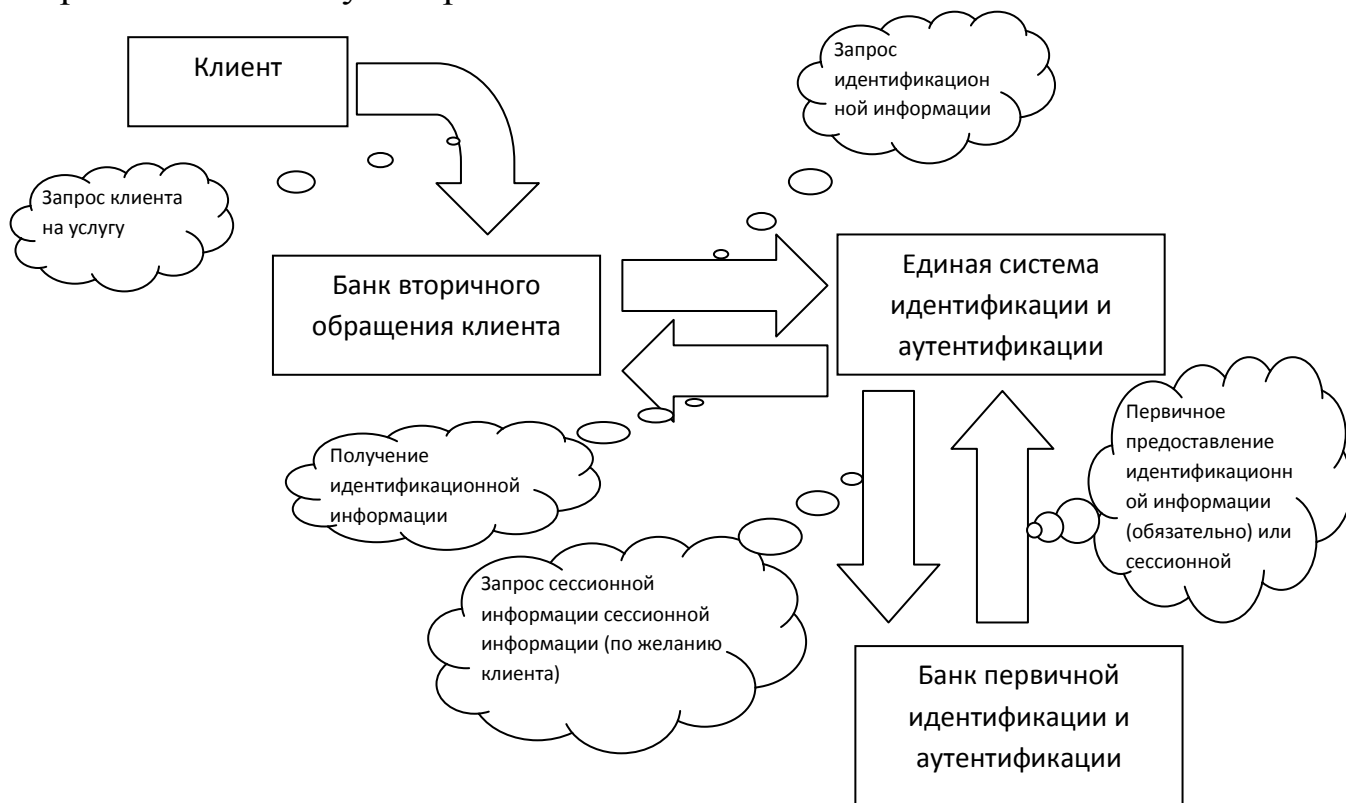 Клиент
Запрос
идентификацион
ной информации
Запрос клиента
на услугу
Банк вторичного
обращения клиента
Единая система
идентификации и
аутентификации
Получение
идентификационной
информации
Первичное
предоставление
идентификационн
ой информации
(обязательно) или
сессионной
Запрос сессионной
информации сессионной
информации (по желанию
клиента)
Банк первичной
идентификации и
аутентификации